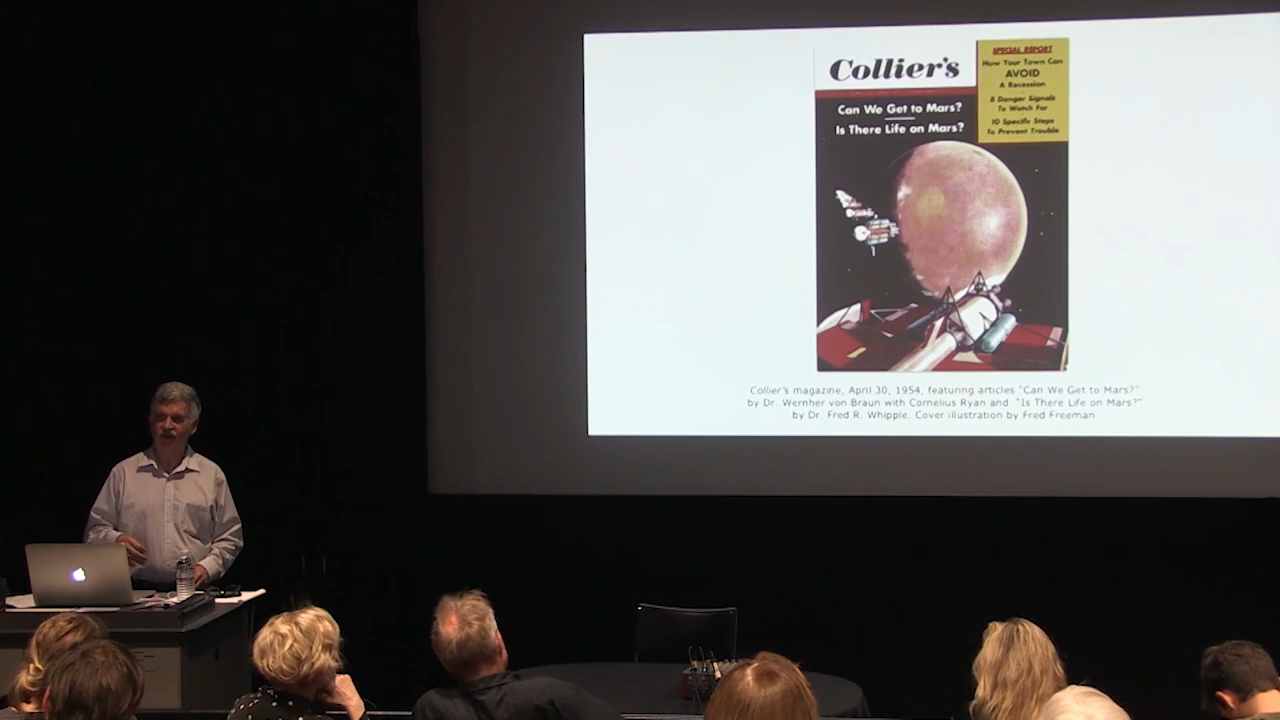 Collier's
SPECIAL REPORT
How Your Town Can
AVOID
A Recession
8 Danger Signals
To Watch For
10 Specific Steps
To Prevent Trouble
Can We Get to Mars?
Is There Life on Mars?
Collier's magazine, April 30, 1954, featuring articles "Can We Get to Mars?"
by Dr. Wernher von Braun with Cornelius Ryan and "Is There Life on Mars?"
by Dr. Fred R. Whipple. Cover illustration by Fred Freeman